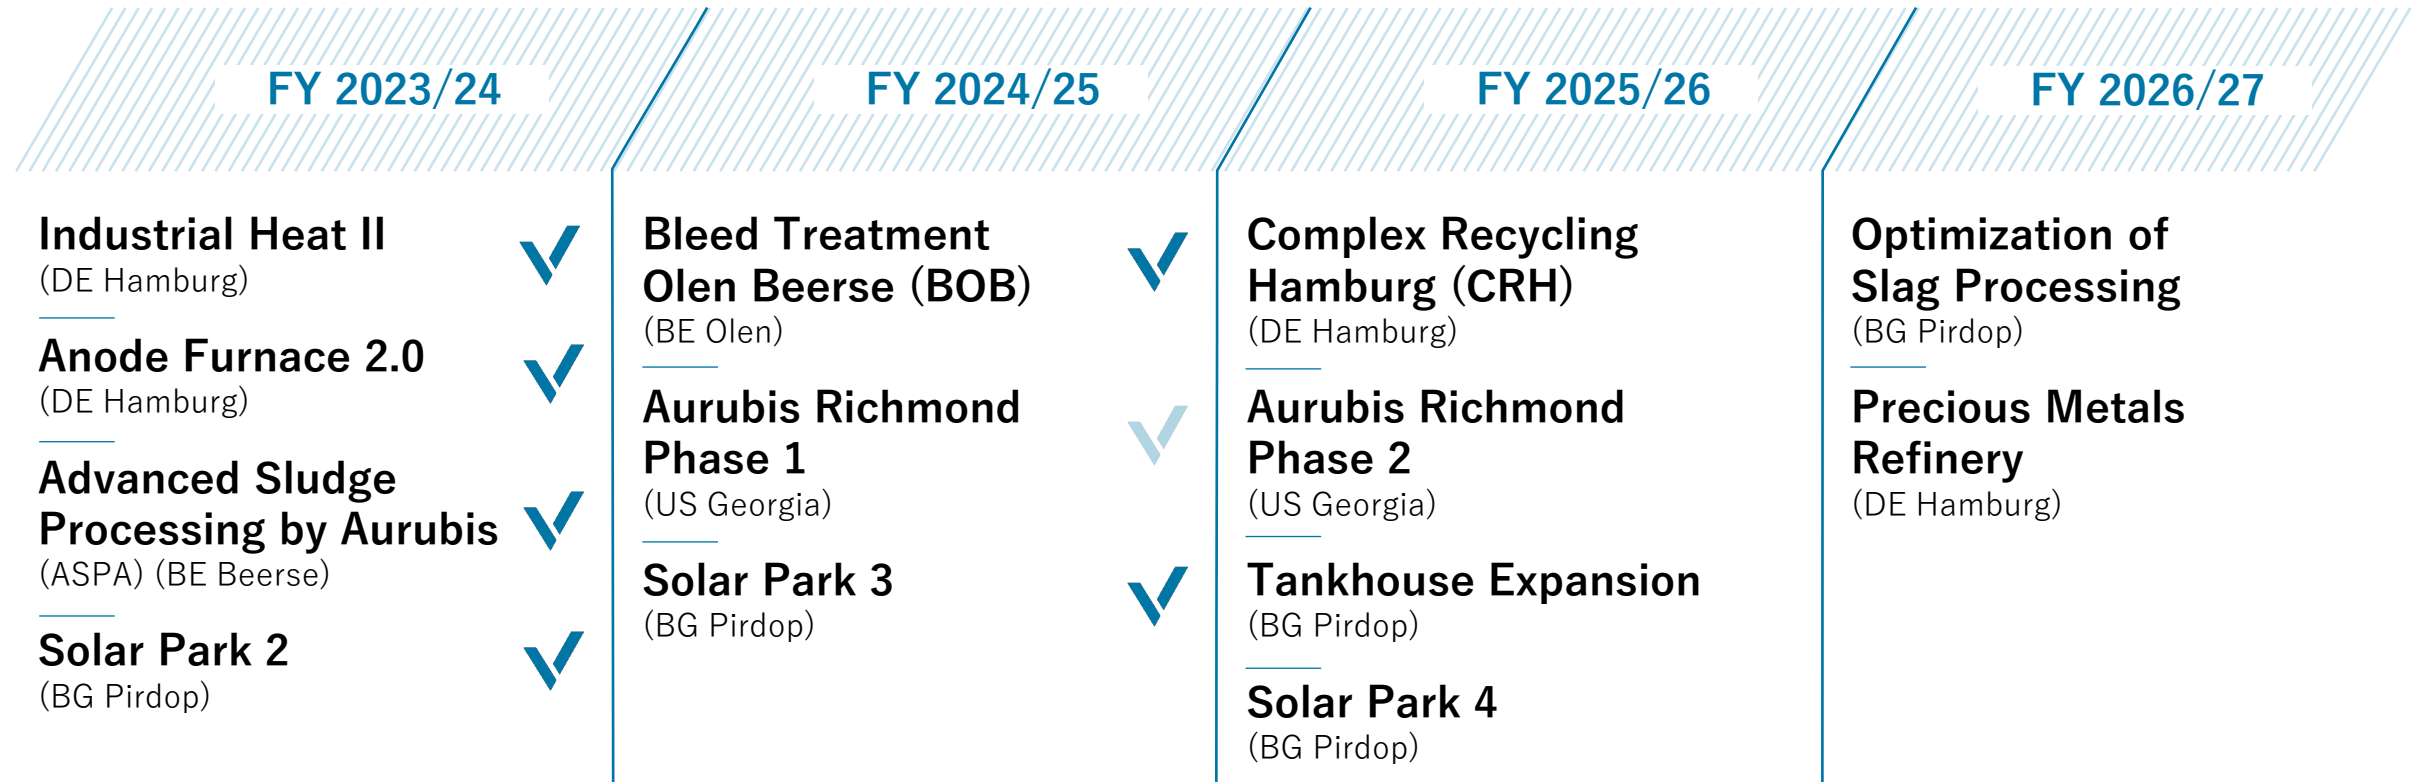 FY 2023/24
Industrial Heat II
(DE Hamburg)
Anode Furnace 2.0
(DE Hamburg)
Advanced Sludge
Processing by Aurubis
(ASPA) (BE Beerse)
Solar Park 2
(BG Pirdop)
FY 2024/25
Bleed Treatment
Olen Beerse (BOB)
(BE Olen)
Aurubis Richmond
Phase 1
(US Georgia)
Solar Park 3
(BG Pirdop)
FY 2025/26
Complex Recycling
Hamburg (CRH)
(DE Hamburg)
Aurubis Richmond
Phase 2
(US Georgia)
Tankhouse Expansion
(BG Pirdop)
Solar Park 4
(BG Pirdop)
FY 2026/27
Optimization of
Slag Processing
(BG Pirdop)
Precious Metals
Refinery
(DE Hamburg)